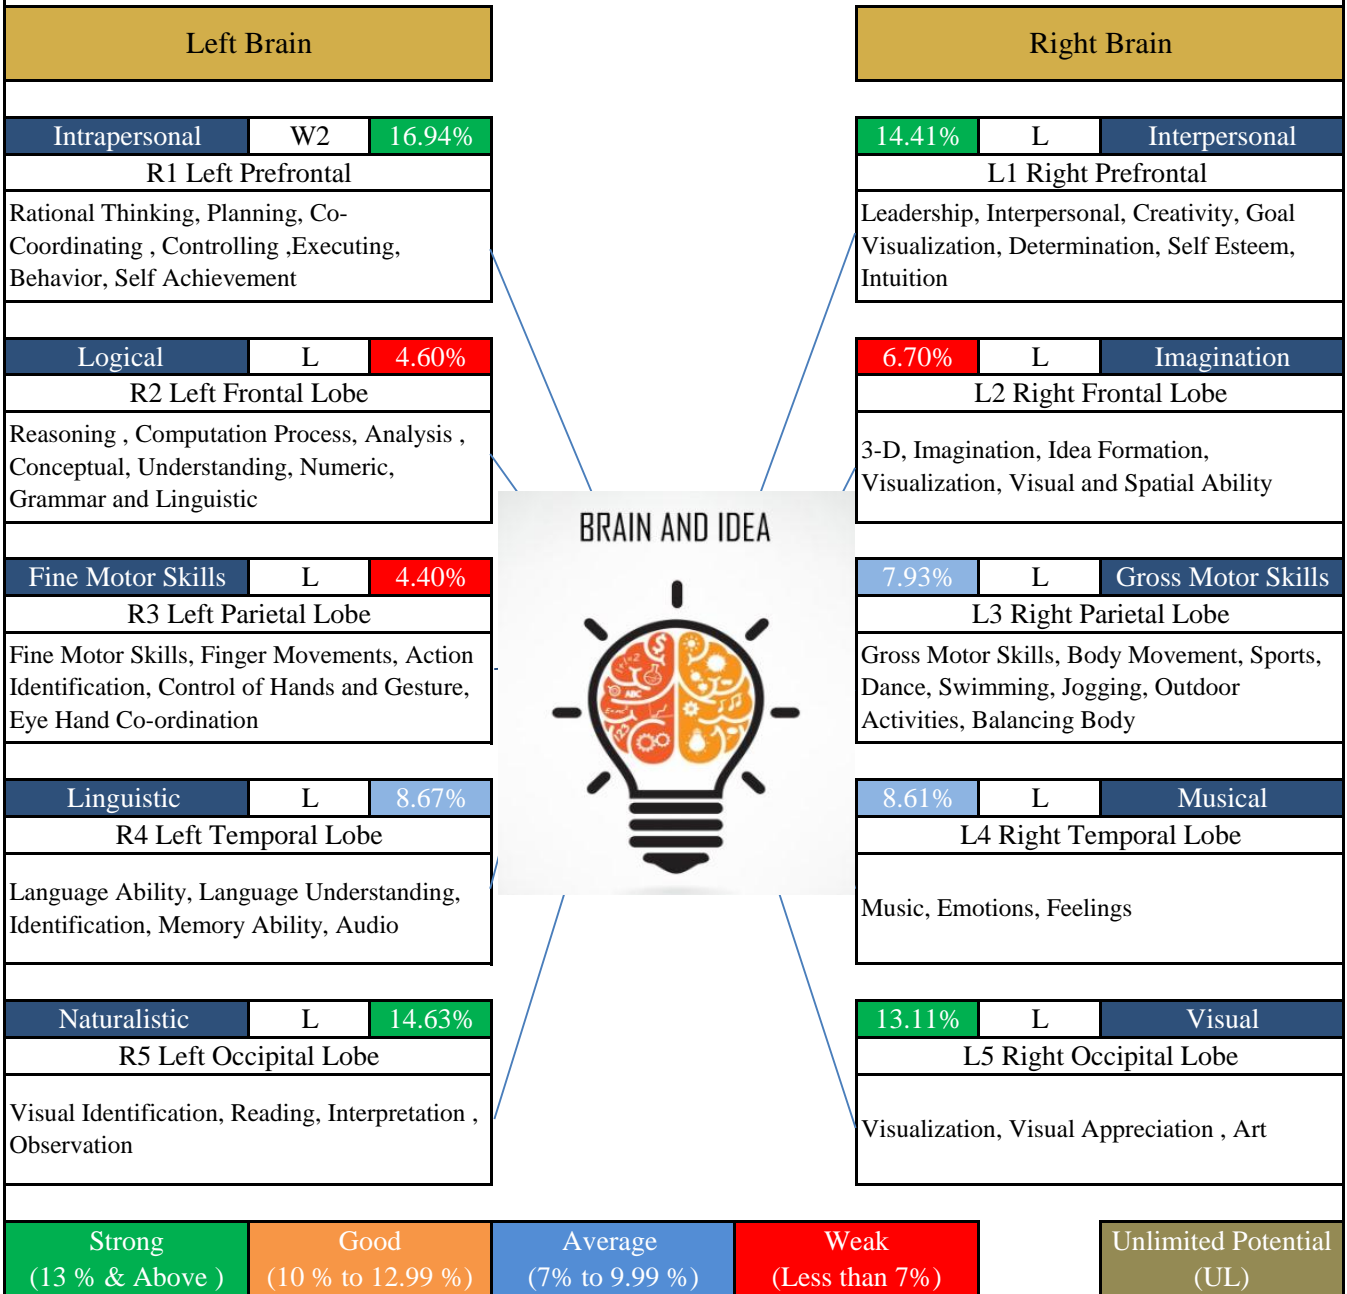 Left Brain
Right Brain
Intrapersonal W2 16.94%
R1 Left Prefrontal
Rational Thinking, Planning, Co-
Coordinating , Controlling ,Executing,
Behavior, Self Achievement
14.41% L Interpersonal
L1 Right Prefrontal
Leadership, Interpersonal, Creativity, Goal
Visualization, Determination, Self Esteem,
Intuition
Logical L 4.60%
R2 Left Frontal Lobe
Reasoning , Computation Process, Analysis ,
Conceptual, Understanding, Numeric,
Grammar and Linguistic
6.70% L Imagination
L2 Right Frontal Lobe
3-D, Imagination, Idea Formation,
Visualization, Visual and Spatial Ability
BRAIN AND IDEA
Fine Motor Skills L 4.40%
R3 Left Parietal Lobe
Fine Motor Skills, Finger Movements, Action
Identification, Control of Hands and Gesture,
Eye Hand Co-ordination
7.93% L Gross Motor Skills
L3 Right Parietal Lobe
Gross Motor Skills, Body Movement, Sports,
Dance, Swimming, Jogging, Outdoor
Activities, Balancing Body
ABC
Linguistic L 8.67%
R4 Left Temporal Lobe
Language Ability, Language Understanding,
Identification, Memory Ability, Audio
8.61% L Musical
L4 Right Temporal Lobe
Music, Emotions, Feelings
Naturalistic L 14.63%
R5 Left Occipital Lobe
Visual Identification, Reading, Interpretation ,
Observation
13.11% L Visual
L5 Right Occipital Lobe
Visualization, Visual Appreciation , Art
Strong
(13 % & Above )
Good
(10 % to 12.99 %)
Average
(7% to 9.99 %)
Weak
(Less than 7%)
Unlimited Potential
(UL)